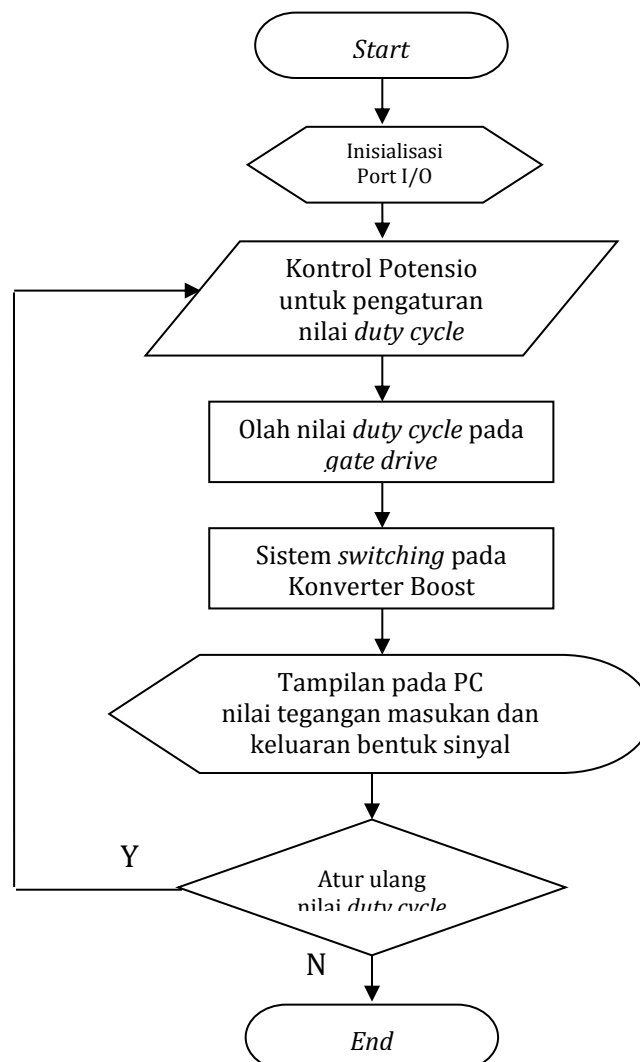 Start
Inisialisasi
Port I/O
Kontrol Potensio
untuk pengaturan
nilai duty cycle
Olah nilai duty cycle pada
gate drive
Sistem switching pada
Konverter Boost
Tampilan pada PC
nilai tegangan masukan dan
keluaran bentuk sinyal
Y
Atur ulang
nilai duty cycle
N
End